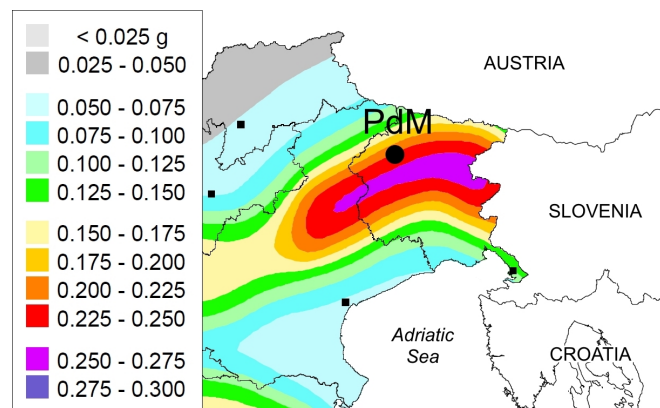 < 0.025 g
0.025 - 0.050
0.050 - 0.075
0.075 - 0.100
0.100 - 0.125
0.125 - 0.150
0.150 - 0.175
0.175 - 0.200
0.200 - 0.225
0.225 - 0.250
0.250 - 0.275
0.275 - 0.300
AUSTRIA
PdM
SLOVENIA
Adriatic
Sea
CROATIA